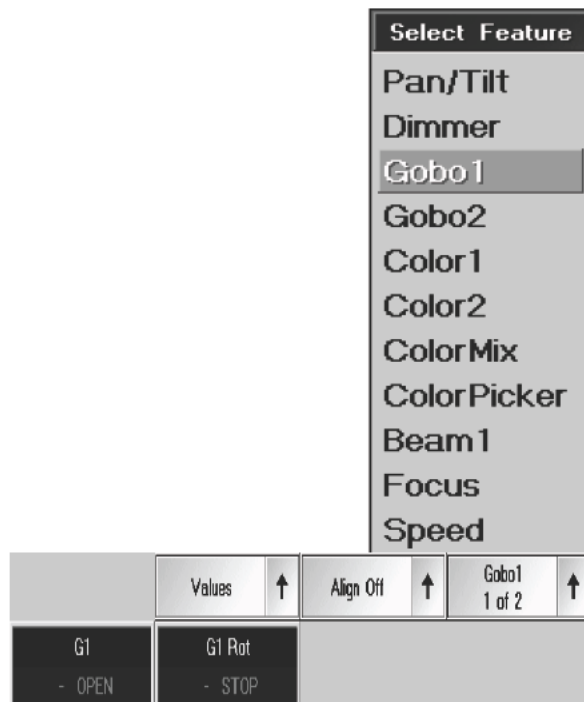 Select Feature
Pan/Tilt
Dimmer
Gobo1
Gobo2
Color1
Color2
ColorMix
ColorPicker
Beam1
Focus
Speed
Values ↑ Align Off ↑ Gobo1 ↑
1 of 2
G1 G1 Rot
- OPEN - STOP